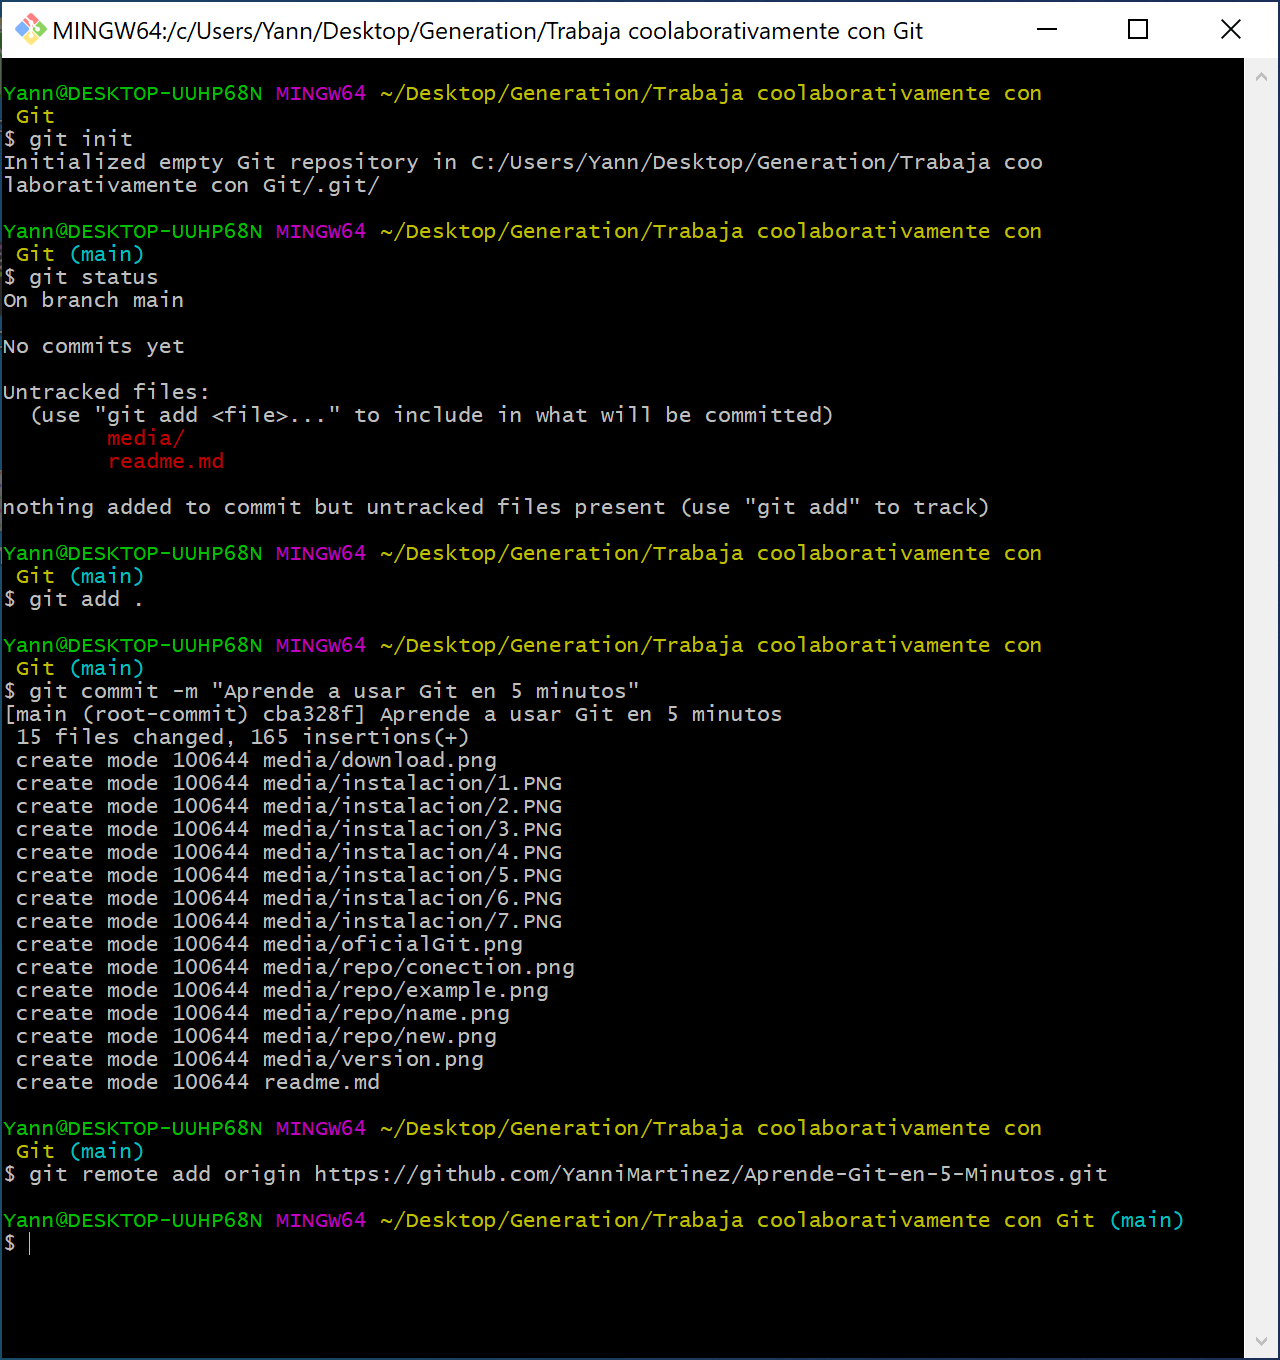 MINGW64:/c/Users/Yann/Desktop/Generation/Trabaja coolaborativamente con Git
Yann@DESKTOP-UUHP68N MINGW64 ~/Desktop/Generation/Trabaja coolaborativamente con
Git
$ git init
Initialized empty Git repository in C:/Users/Yann/Desktop/Generation/Trabaja coo
laborativamente con Git/.git/
Yann@DESKTOP-UUHP68N MINGW64 ~/Desktop/Generation/Trabaja coolaborativamente con
Git (main)
$ git status
On branch main
No commits yet
Untracked files:
(use "git add <file>..." to include in what will be committed)
media/
readme.md
nothing added to commit but untracked files present (use "git add" to track)
Yann@DESKTOP-UUHP68N MINGW64 ~/Desktop/Generation/Trabaja coolaborativamente con
Git (main)
$ git add .
Yann@DESKTOP-UUHP68N MINGW64 ~/Desktop/Generation/Trabaja coolaborativamente con
Git (main)
$ git commit -m "Aprende a usar Git en 5 minutos"
[main (root-commit) cba328f] Aprende a usar Git en 5 minutos
15 files changed, 165 insertions(+)
create mode 100644 media/download.png
create mode 100644 media/instalacion/1.PNG
create mode 100644 media/instalacion/2.PNG
create mode 100644 media/instalacion/3.PNG
create mode 100644 media/instalacion/4.PNG
create mode 100644 media/instalacion/5.PNG
create mode 100644 media/instalacion/6.PNG
create mode 100644 media/instalacion/7.PNG
create mode 100644 media/oficialGit.png
create mode 100644 media/repo/conection.png
create mode 100644 media/repo/example.png
create mode 100644 media/repo/name.png
create mode 100644 media/repo/new.png
create mode 100644 media/version.png
create mode 100644 readme.md
Yann@DESKTOP-UUHP68N MINGW64 ~/Desktop/Generation/Trabaja coolaborativamente con
Git (main)
$ git remote add origin https://github.com/YanniMartinez/Aprende-Git-en-5-Minutos.git
Yann@DESKTOP-UUHP68N MINGW64 ~/Desktop/Generation/Trabaja coolaborativamente con Git (main)
$